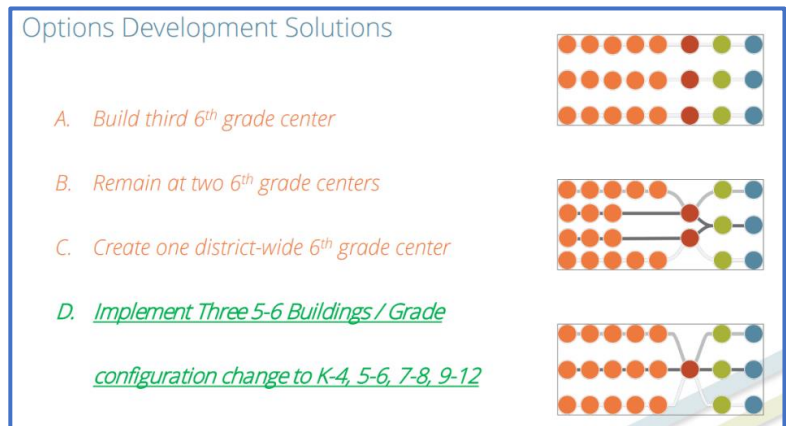 Options Development Solutions
A. Build third 6th grade center
B. Remain at two 6th grade centers
C. Create one district-wide 6th grade center
D. Implement Three 5-6 Buildings / Grade
configuration change to K-4, 5-6, 7-8, 9-12